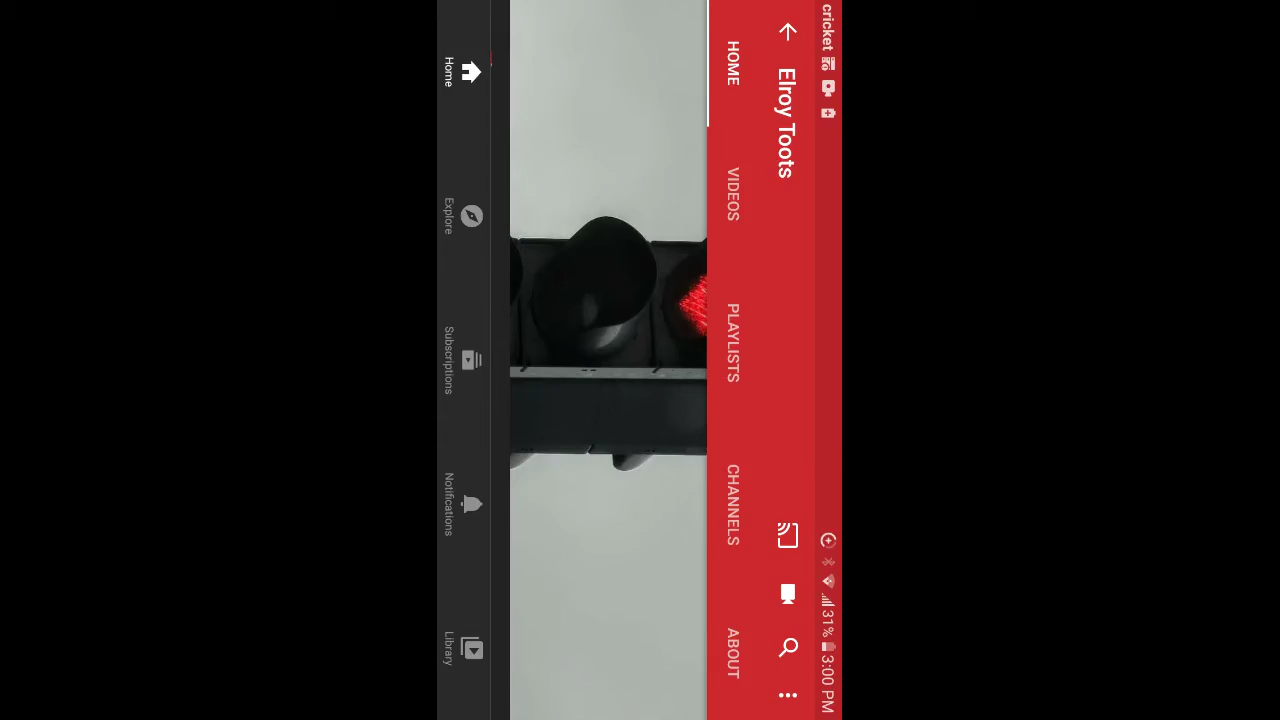 cricket 31% 3:00 PM
Elroy Toots
HOME VIDEOS PLAYLISTS CHANNELS ABOUT
Home Explore Subscriptions Notifications Library